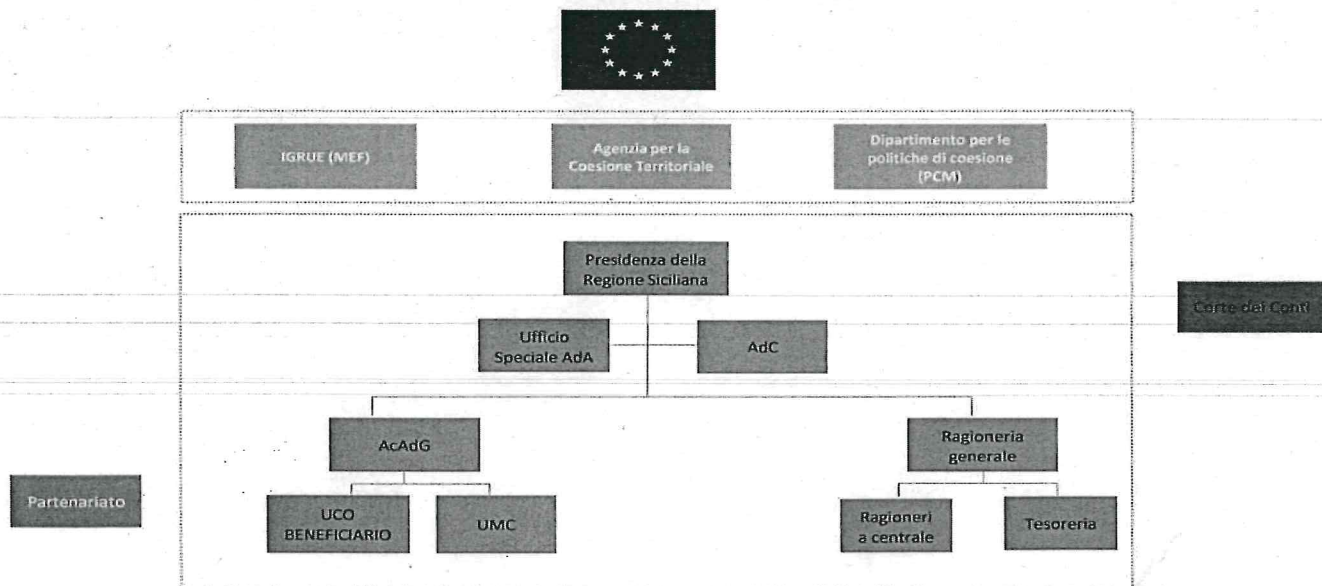 IGRUE (MEF)
Agenzia per la
Coesione Territoriale
Dipartimento per le
politiche di coesione
(PCM)
Presidenza della
Regione Siciliana
Corte dei Conti
Ufficio
Speciale AdA
AdC
AcAdG
Ragioneria
generale
Partenariato
UCO
BENEFICIARIO
UMC
Ragioneri
a centrale
Tesoreria